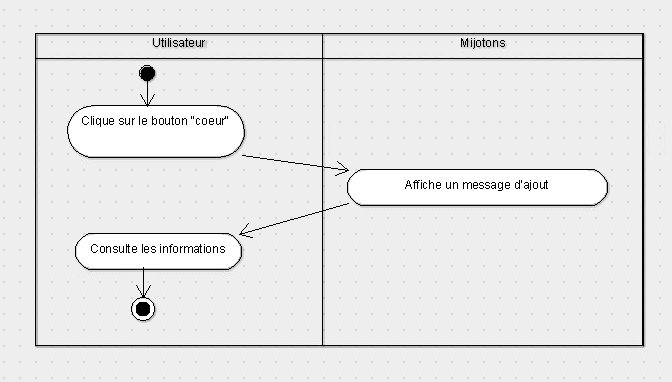 Utilisateur
Mijotons
Clique sur le bouton "coeur"
Affiche un message d'ajout
Consulte les informations